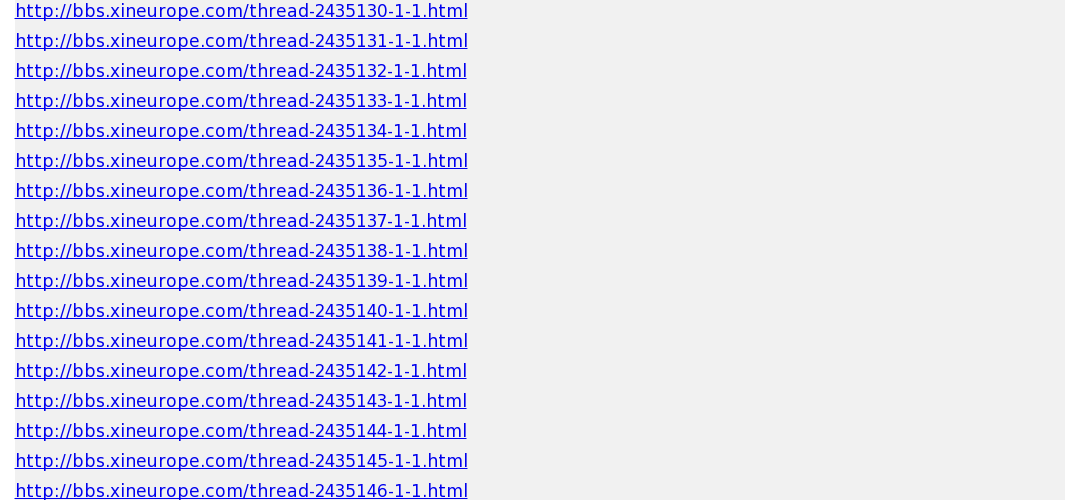 http://bbs.xineurope.com/thread-2435130-1-1.html
http://bbs.xineurope.com/thread-2435131-1-1.html
http://bbs.xineurope.com/thread-2435132-1-1.html
http://bbs.xineurope.com/thread-2435133-1-1.html
http://bbs.xineurope.com/thread-2435134-1-1.html
http://bbs.xineurope.com/thread-2435135-1-1.html
http://bbs.xineurope.com/thread-2435136-1-1.html
http://bbs.xineurope.com/thread-2435137-1-1.html
http://bbs.xineurope.com/thread-2435138-1-1.html
http://bbs.xineurope.com/thread-2435139-1-1.html
http://bbs.xineurope.com/thread-2435140-1-1.html
http://bbs.xineurope.com/thread-2435141-1-1.html
http://bbs.xineurope.com/thread-2435142-1-1.html
http://bbs.xineurope.com/thread-2435143-1-1.html
http://bbs.xineurope.com/thread-2435144-1-1.html
http://bbs.xineurope.com/thread-2435145-1-1.html
http://bbs.xineurope.com/thread-2435146-1-1.html